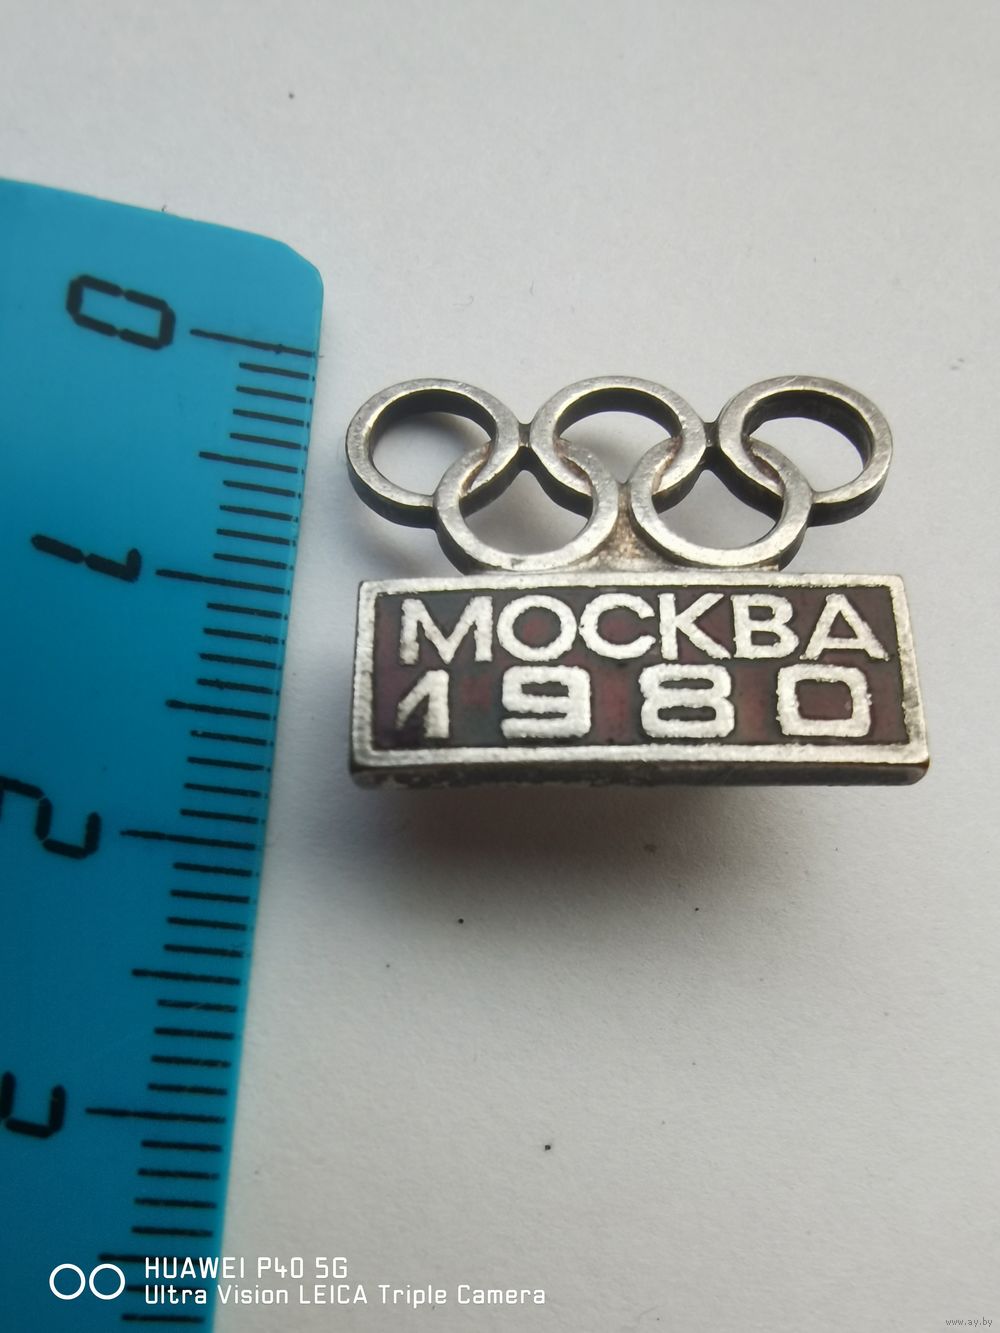 0
1
2
3
МОСКВА
1980
HUAWEI P40 5G
Ultra Vision LEICA Triple Camera
www.ay.by